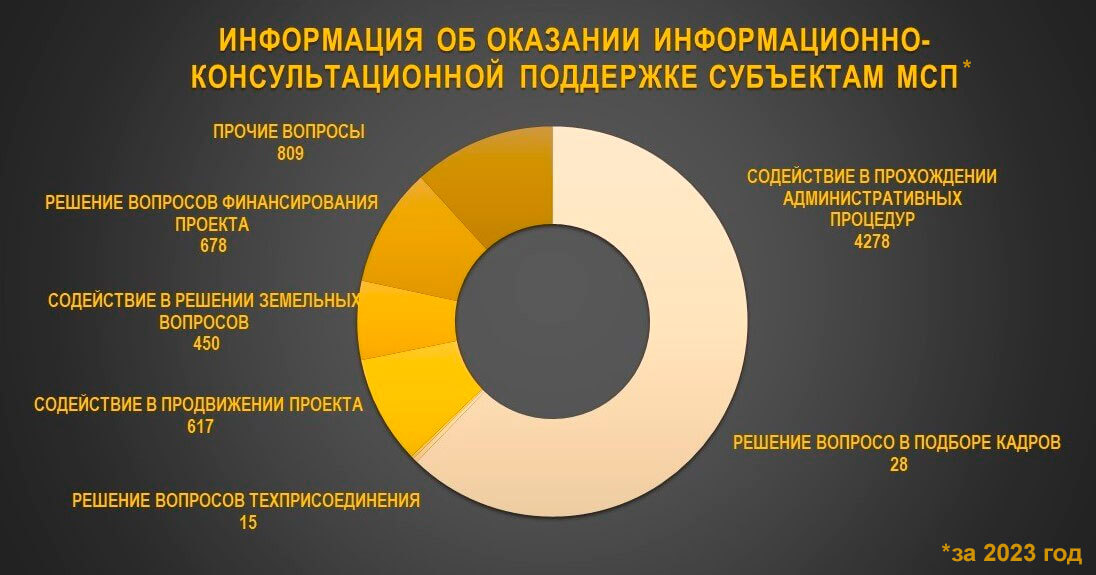 ИНФОРМАЦИЯ ОБ ОКАЗАНИИ ИНФОРМАЦИОННО-
КОНСУЛЬТАЦИОННОЙ ПОДДЕРЖКЕ СУБЪЕКТАМ МСП*
ПРОЧИЕ ВОПРОСЫ
809
РЕШЕНИЕ ВОПРОСОВ ФИНАНСИРОВАНИЯ
ПРОЕКТА
678
СОДЕЙСТВИЕ В РЕШЕНИИ ЗЕМЕЛЬНЫХ
ВОПРОСОВ
450
СОДЕЙСТВИЕ В ПРОДВИЖЕНИИ ПРОЕКТА
617
РЕШЕНИЕ ВОПРОСОВ ТЕХПРИСОЕДИНЕНИЯ
15
СОДЕЙСТВИЕ В ПРОХОЖДЕНИИ
АДМИНИСТРАТИВНЫХ
ПРОЦЕДУР
4278
РЕШЕНИЕ ВОПРОСО В ПОДБОРЕ КАДРОВ
28
*за 2023 год